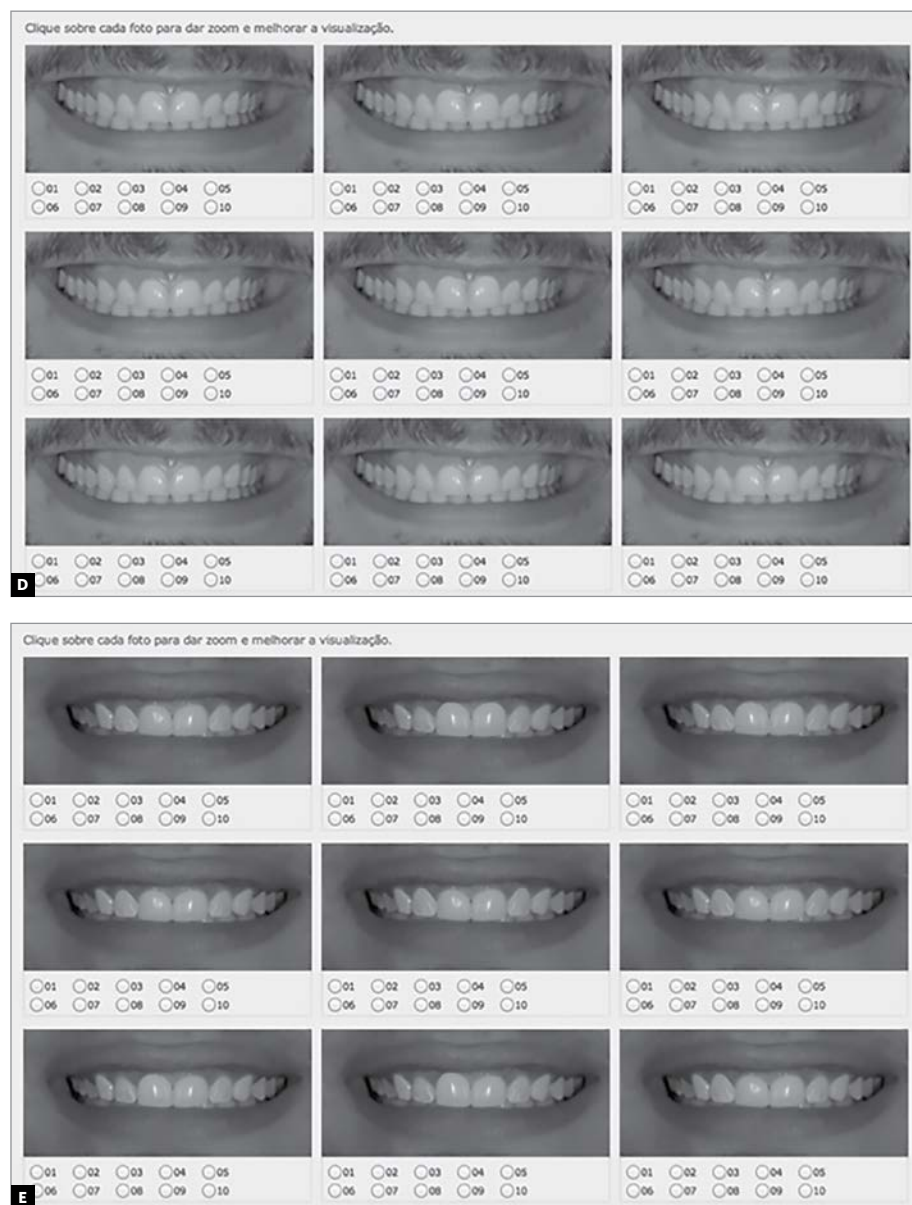 Clique sobre cada foto para dar zoom e melhorar a visualização.
01 02 03 04 05 01 02 03 04 05 01 02 03 04 05
06 07 08 09 10 06 07 08 09 10 06 07 08 09 10
01 02 03 04 05 01 02 03 04 05 01 02 03 04 05
06 07 08 09 10 06 07 08 09 10 06 07 08 09 10
01 02 03 04 05 01 02 03 04 05 01 02 03 04 05
D 06 07 08 09 10 06 07 08 09 10 06 07 08 09 10
Clique sobre cada foto para dar zoom e melhorar a visualização.
01 02 03 04 05 01 02 03 04 05 01 02 03 04 05
06 07 08 09 10 06 07 08 09 10 06 07 08 09 10
01 02 03 04 05 01 02 03 04 05 01 02 03 04 05
06 07 08 09 10 06 07 08 09 10 06 07 08 09 10
01 02 03 04 05 01 02 03 04 05 01 02 03 04 05
E 06 07 08 09 10 06 07 08 09 10 06 07 08 09 10